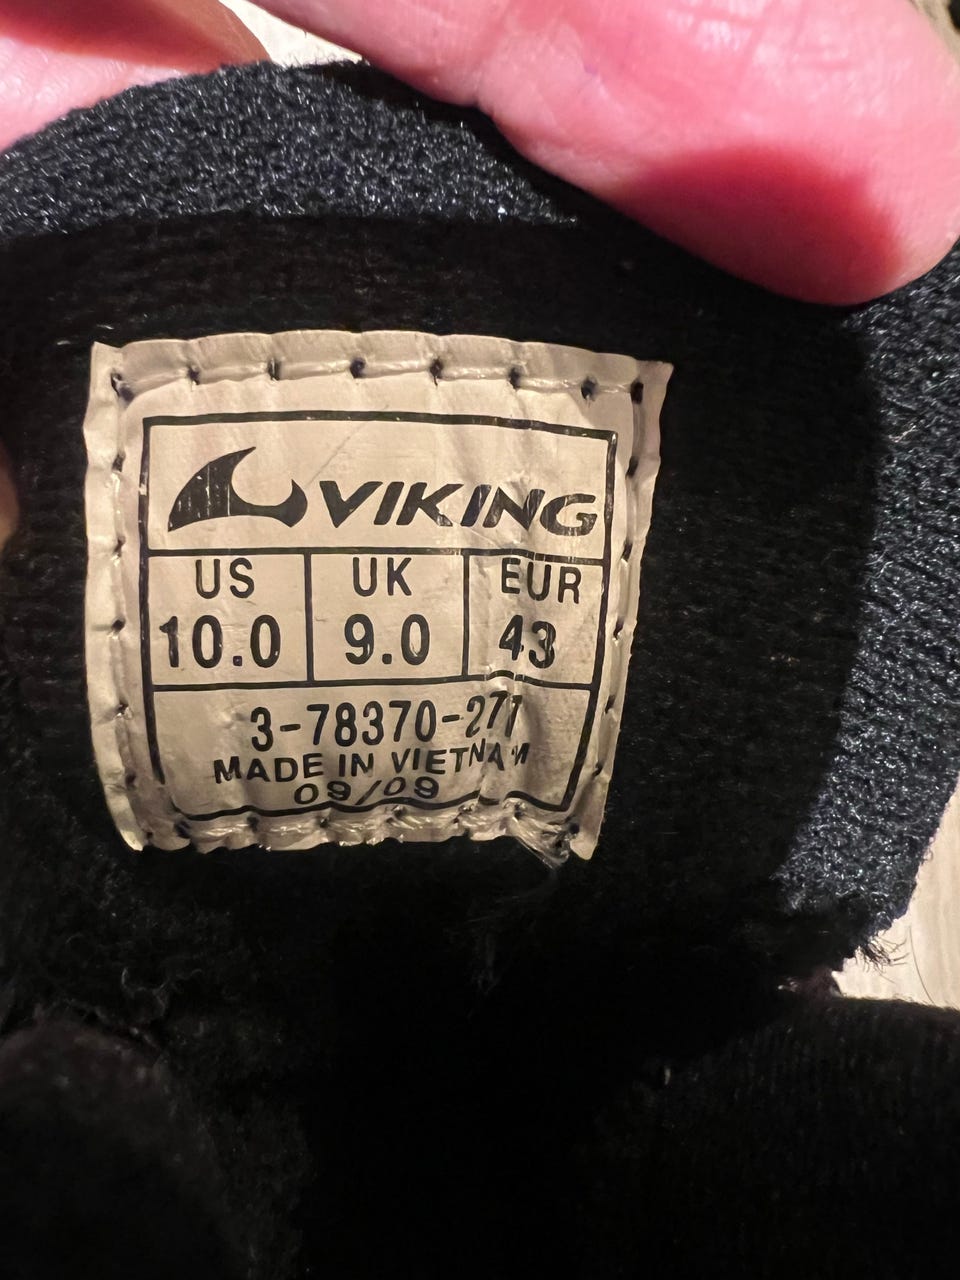 VIKING
US UK EUR
10.0 9.0 43
3-78370-277
MADE IN VIETNAM
09/09